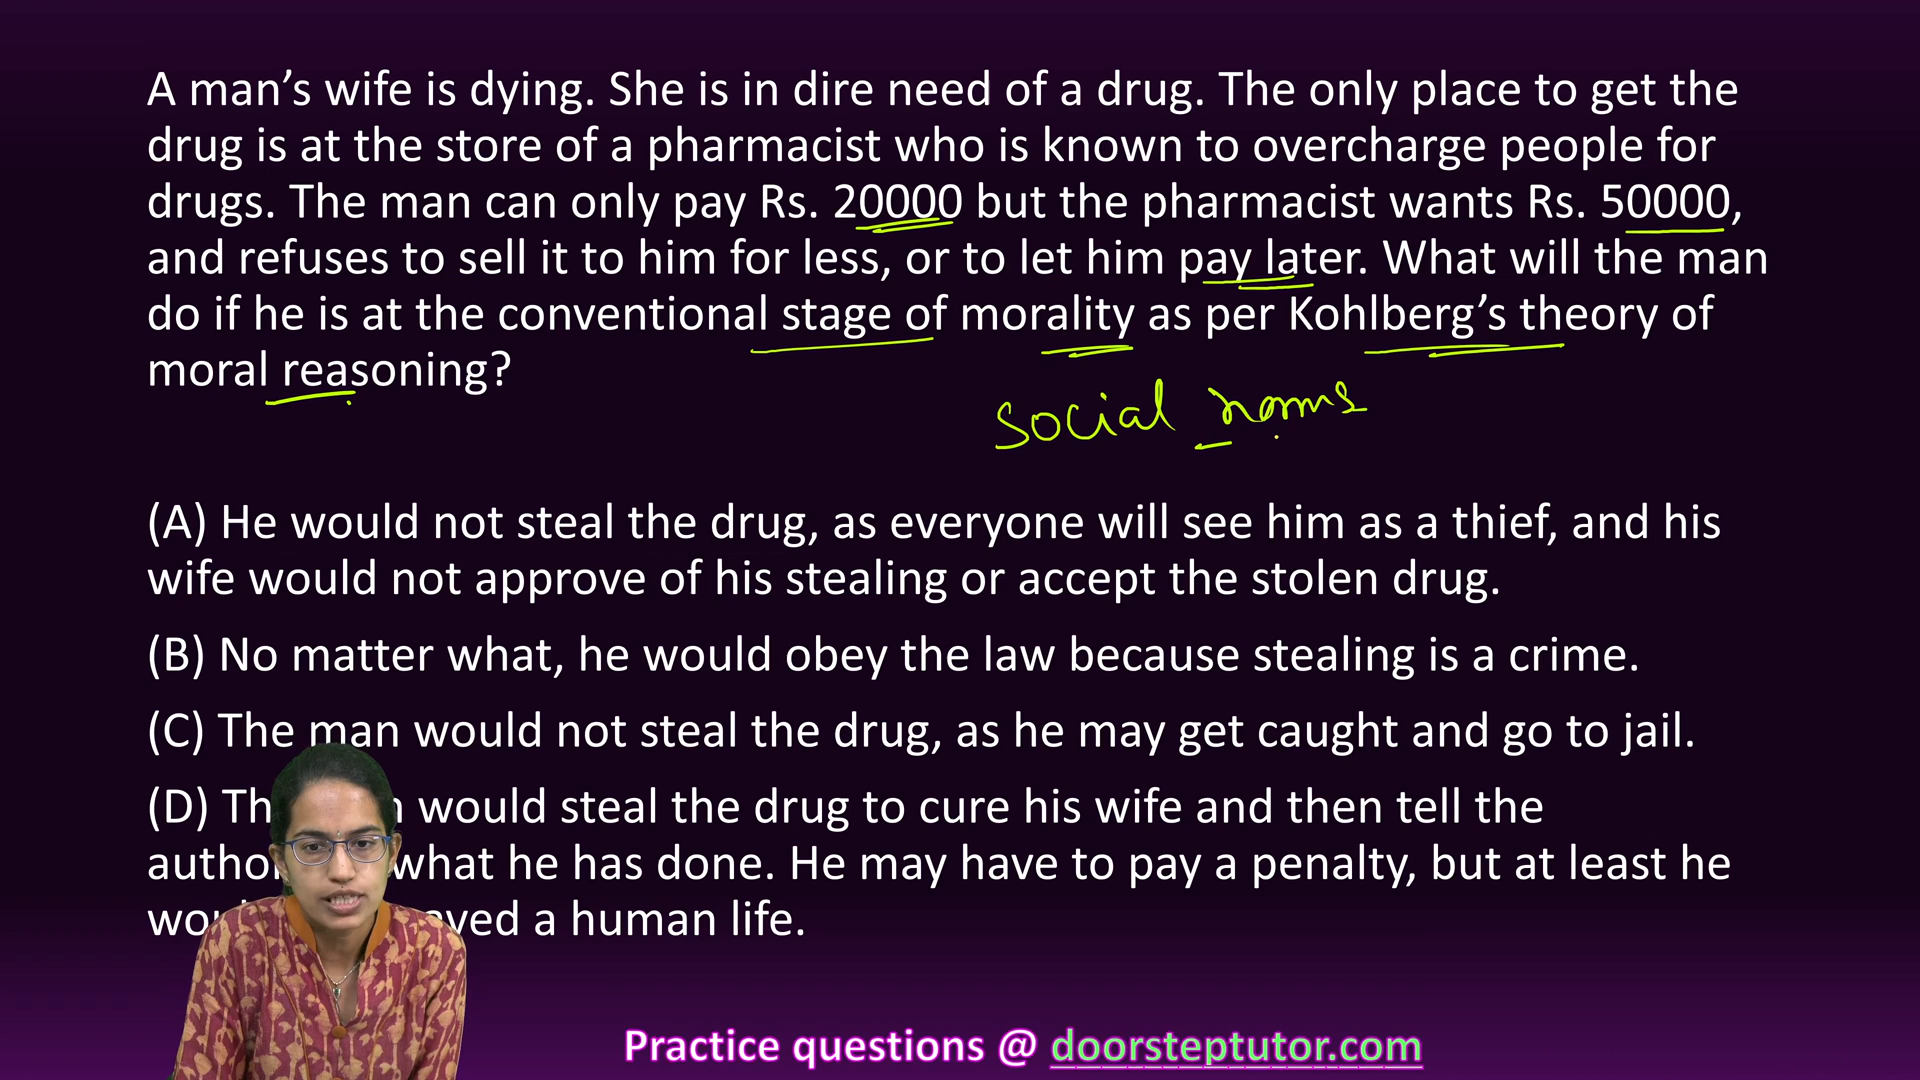 A man’s wife is dying. She is in dire need of a drug. The only place to get the
drug is at the store of a pharmacist who is known to overcharge people for
drugs. The man can only pay Rs. 20000 but the pharmacist wants Rs. 50000,
and refuses to sell it to him for less, or to let him pay later. What will the man
do if he is at the conventional stage of morality as per Kohlberg’s theory of
moral reasoning?
social norms
(A) He would not steal the drug, as everyone will see him as a thief, and his
wife would not approve of his stealing or accept the stolen drug.
(B) No matter what, he would obey the law because stealing is a crime.
(C) The man would not steal the drug, as he may get caught and go to jail.
(D) would steal the drug to cure his wife and then tell the
what he has done. He may have to pay a penalty, but at least he
a human life.
Practice questions @ doorsteptutor.com